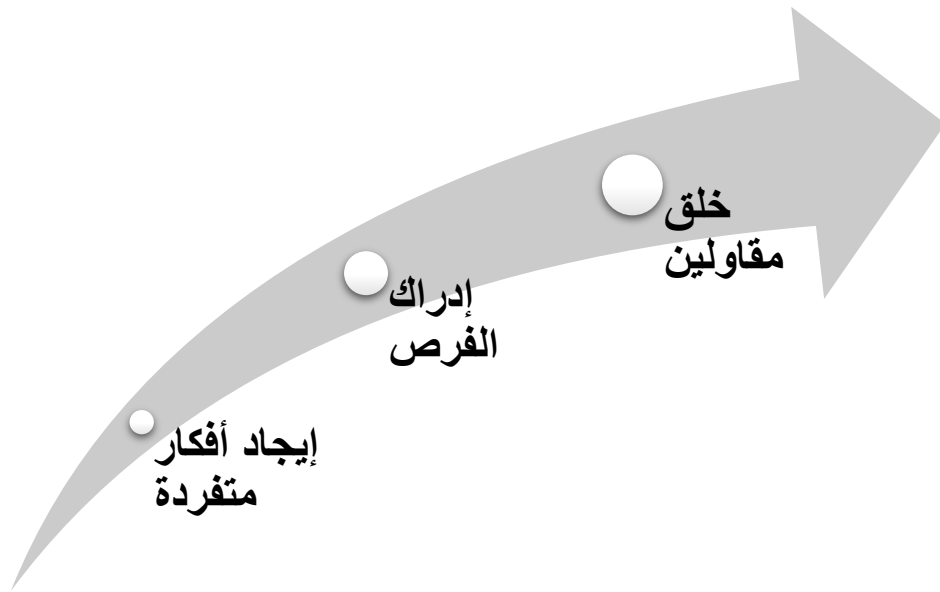 خلق
مقاولين
إدراك
الفرص
إيجاد أفكار
متفردة